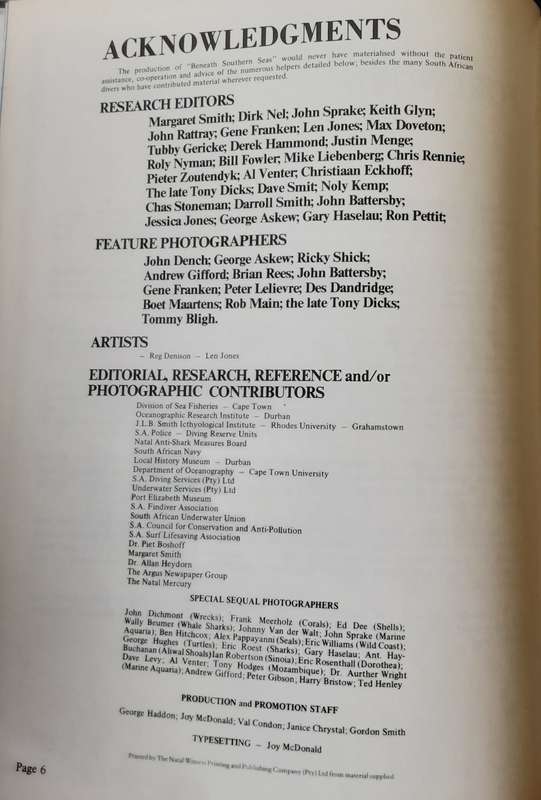 ACKNOWLEDGMENTS
The production of "Beneath Southern Seas" would never have materialised without the patient
assistance, co-operation and advice of the numerous helpers detailed below; besides the many South African
divers who have contributed material wherever requested.
RESEARCH EDITORS
Margaret Smith; Dirk Nel; John Sprake; Keith Glyn;
John Rattray; Gene Franken; Len Jones; Max Doveton;
Tubby Gericke; Derek Hammond; Justin Menge;
Roly Nyman; Bill Fowler; Mike Liebenberg; Chris Rennie;
Pieter Zoutendyk; Al Venter; Christiaan Eckhoff;
The late Tony Dicks; Dave Smit; Noly Kemp;
Chas Stoneman; Darroll Smith; John Battersby;
Jessica Jones; George Askew; Gary Haselau; Ron Pettit;
FEATURE PHOTOGRAPHERS
John Dench; George Askew; Ricky Shick;
Andrew Gifford; Brian Rees; John Battersby;
Gene Franken; Peter Lelievre; Des Dandridge;
Boet Maartens; Rob Main; the late Tony Dicks;
Tommy Bligh.
ARTISTS
– Reg Denison – Len Jones
EDITORIAL, RESEARCH, REFERENCE and/or
PHOTOGRAPHIC CONTRIBUTORS
Division of Sea Fisheries – Cape Town
Oceanographic Research Institute – Durban
J.L.B. Smith Icthyological Institute – Rhodes University – Grahamstown
S.A. Police – Diving Reserve Units
Natal Anti-Shark Measures Board
South African Navy
Local History Museum – Durban
Department of Oceanography – Cape Town University
S.A. Diving Services (Pty) Ltd
Underwater Services (Pty) Ltd
Port Elizabeth Museum
S.A. Findiver Association
South African Underwater Union
S.A. Council for Conservation and Anti-Pollution
S.A. Surf Lifesaving Association
Dr. Piet Boshoff
Margaret Smith
Dr. Allan Heydorn
The Argus Newspaper Group
The Natal Mercury
SPECIAL SEQUAL PHOTOGRAPHERS
John Dichmont (Wrecks); Frank Meerholz (Corals); Ed Dee (Shells);
Wally Beumer (Whale Sharks); Johnny Van der Walt; John Sprake (Marine
Aquaria); Ben Hitchcox; Alex Pappayanni (Seals); Eric Williams (Wild Coast);
George Hughes (Turtles); Eric Roest (Sharks); Gary Haselau; Ant. Hay-
Buchanan (Aliwal Shoals) Ian Robertson (Sinoia); Eric Rosenthall (Dorothea);
Dave Levy; Al Venter; Tony Hodges (Mozambique); Dr. Aurther Wright
(Marine Aquaria); Andrew Gifford; Peter Gibson; Harry Bristow; Ted Henley
PRODUCTION and PROMOTION STAFF
George Haddon; Joy McDonald; Val Condon; Janice Chrystal; Gordon Smith
TYPESETTING – Joy McDonald
Printed by The Natal Witness Printing and Publishing Company (Pty) Ltd from material supplied.
Page 6